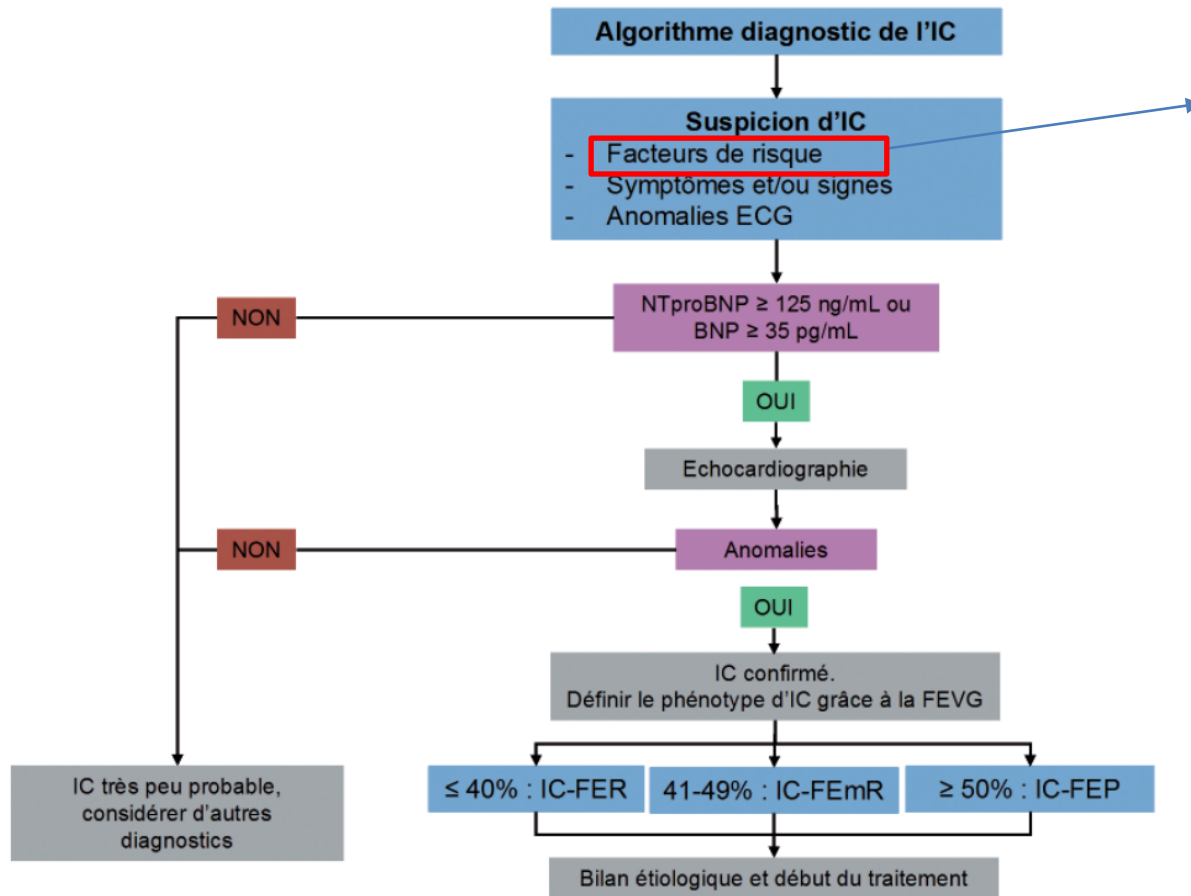 Algorithme diagnostic de l'IC
Suspicion d'IC
- Facteurs de risque
- Symptômes et/ou signes
- Anomalies ECG
NON
NTproBNP ≥ 125 ng/mL ou
BNP ≥ 35 pg/mL
OUI
Echocardiographie
NON
Anomalies
OUI
IC confirmé.
Définir le phénotype d'IC grâce à la FEVG
IC très peu probable,
considérer d'autres
diagnostics
≤ 40% : IC-FER
41-49% : IC-FEmR
≥ 50% : IC-FEP
Bilan étiologique et début du traitement